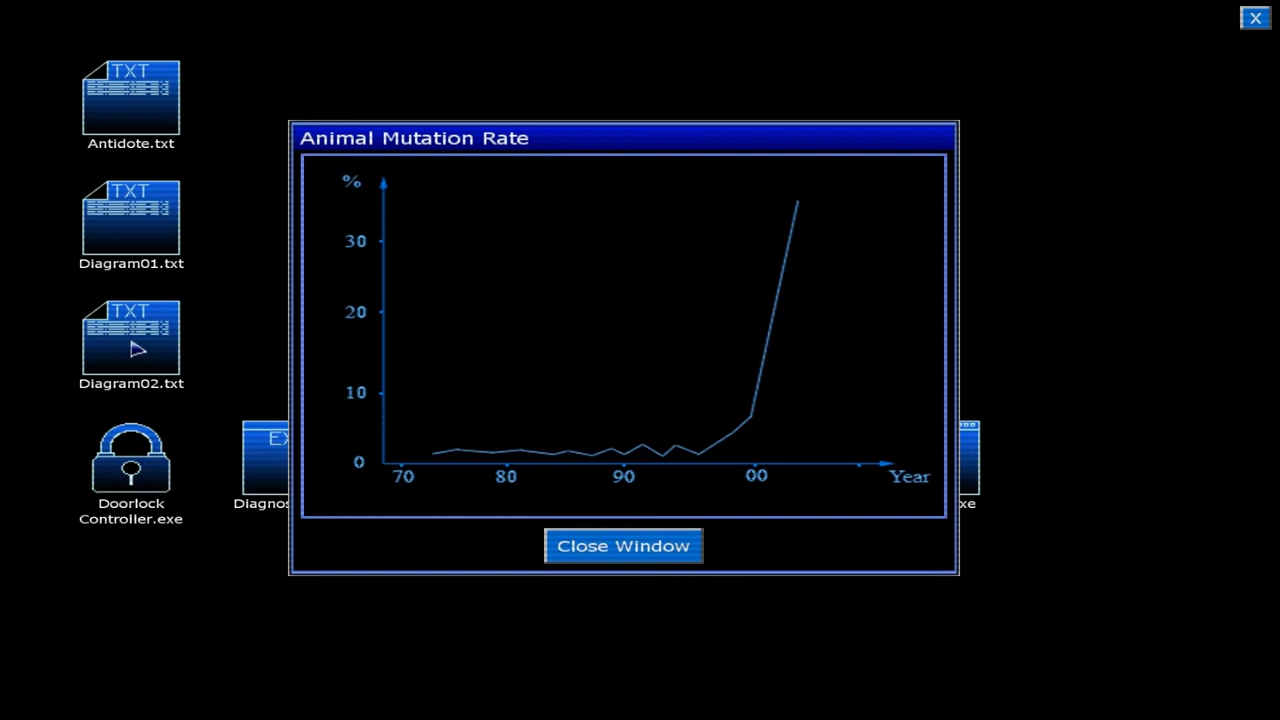 X
TXT
Antidote.txt
TXT
Diagram01.txt
TXT
Diagram02.txt
Doorlock
Controller.exe
Animal Mutation Rate
%
30
20
10
0
70 80 90 00 Year
Close Window